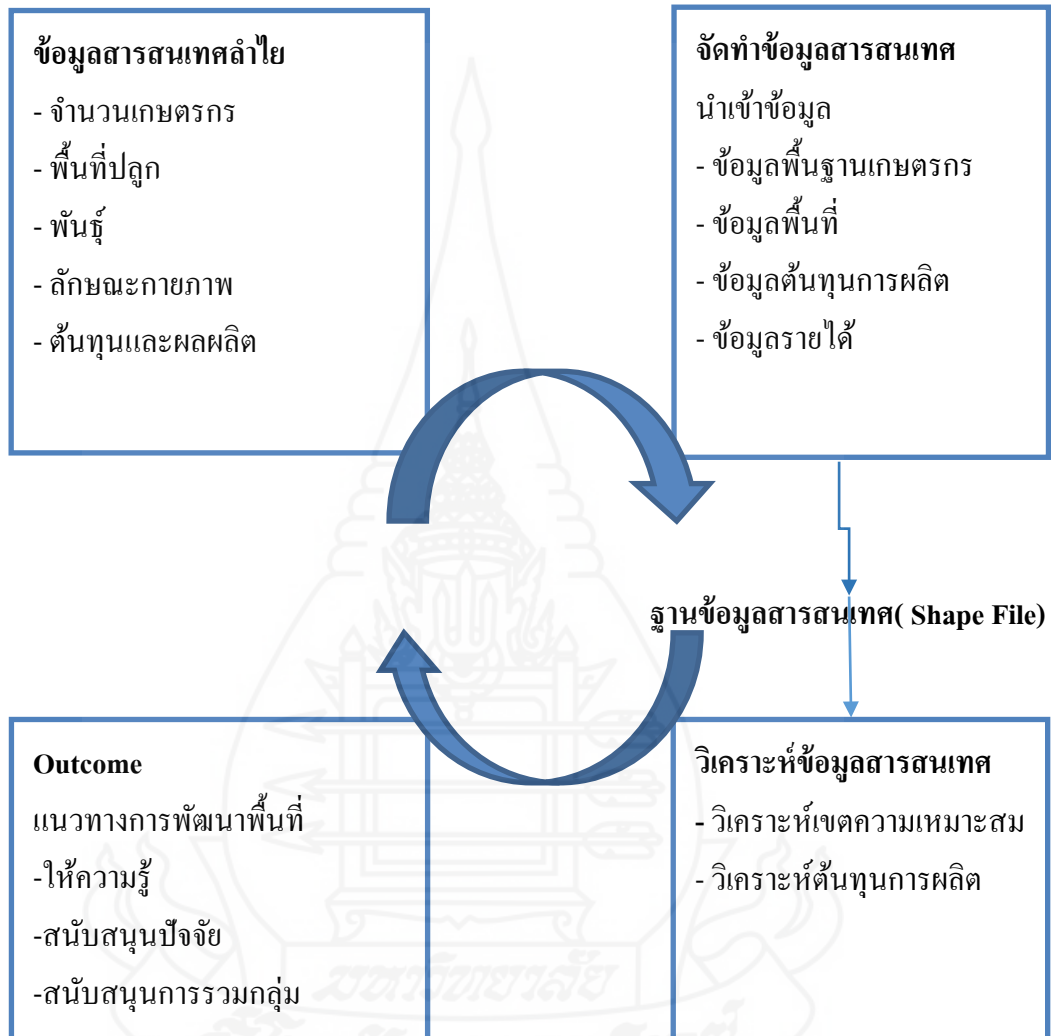 ข้อมูลสารสนเทศลำไย
- จำนวนเกษตรกร
- พื้นที่ปลูก
- พันธุ์
- ลักษณะกายภาพ
- ต้นทุนและผลผลิต
จัดทำข้อมูลสารสนเทศ
นำเข้าข้อมูล
- ข้อมูลพื้นฐานเกษตรกร
- ข้อมูลพื้นที่
- ข้อมูลต้นทุนการผลิต
- ข้อมูลรายได้
ฐานข้อมูลสารสนเทศ( Shape File)
Outcome
แนวทางการพัฒนาพื้นที่
-ให้ความรู้
-สนับสนุนปัจจัย
-สนับสนุนการรวมกลุ่ม
วิเคราะห์ข้อมูลสารสนเทศ
- วิเคราะห์เขตความเหมาะสม
- วิเคราะห์ต้นทุนการผลิต